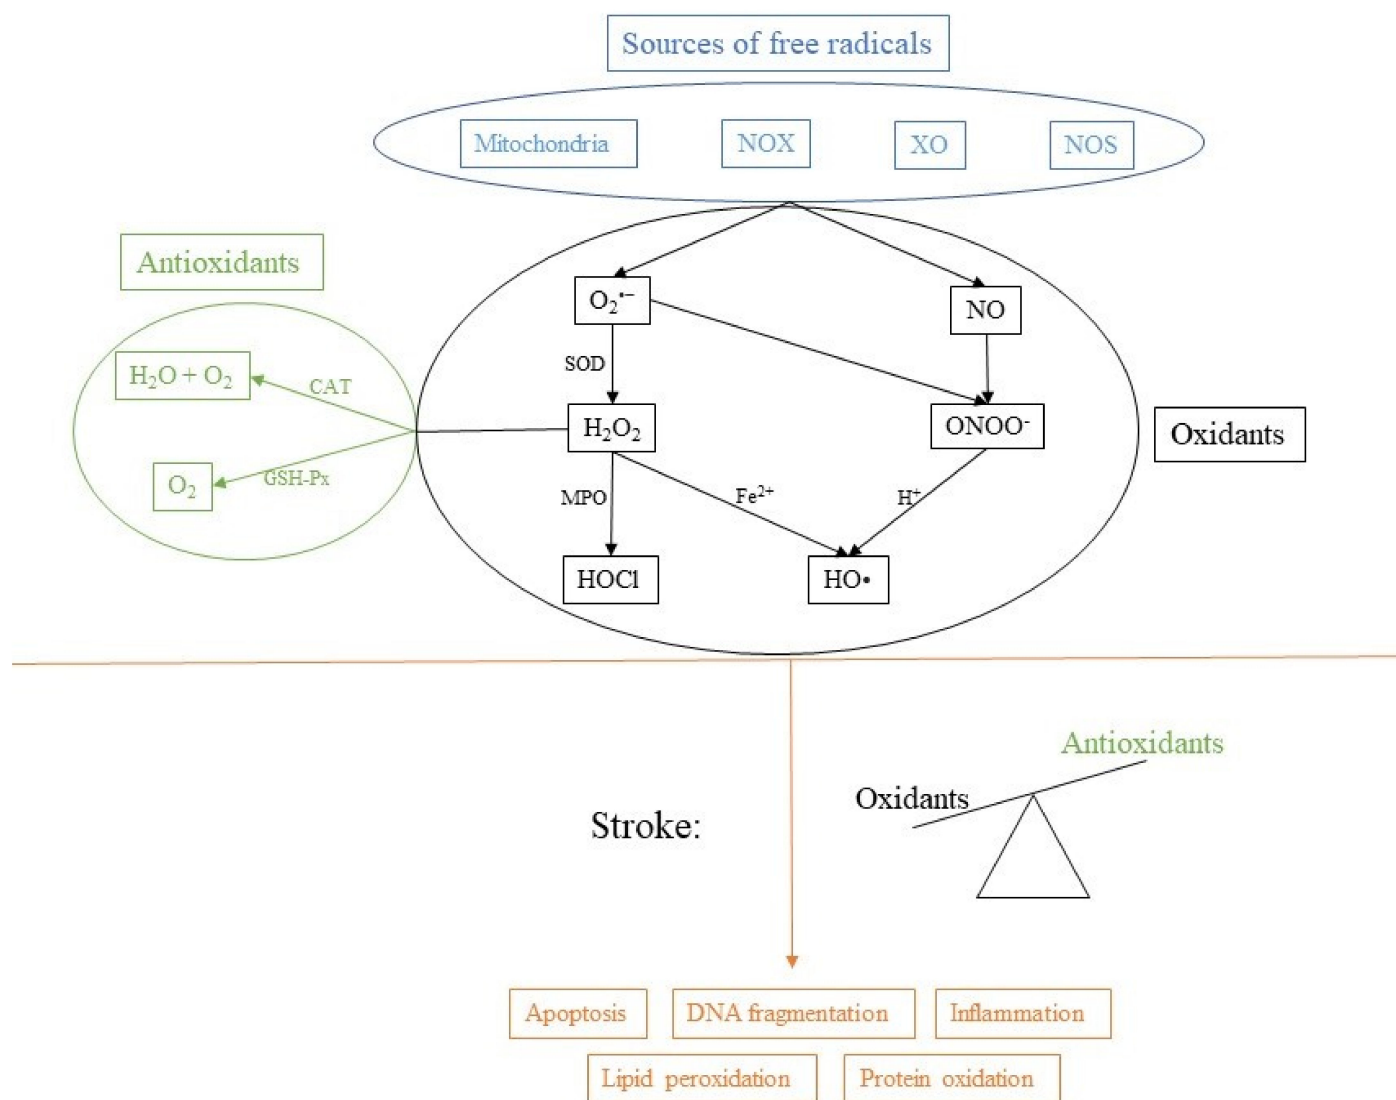 Sources of free radicals
Mitochondria
NOX
XO
NOS
Antioxidants
O₂•−
NO
SOD
H₂O + O₂
CAT
H₂O₂
ONOO⁻
Oxidants
O₂
GSH-Px
MPO
Fe²⁺
H⁺
HOCl
HO•
Stroke:
Antioxidants
Oxidants
Apoptosis
DNA fragmentation
Inflammation
Lipid peroxidation
Protein oxidation